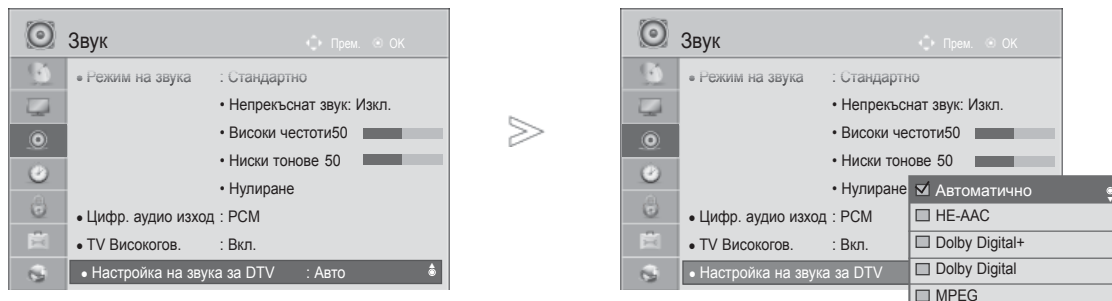 Звук
Прем. OK
• Режим на звука : Стандартно
• Непрекъснат звук: Изкл.
• Високи честоти50
• Ниски тонове 50
• Нулиране
• Цифр. аудио изход : PCM
• TV Високогов. : Вкл.
• Настройка на звука за DTV : Авто
Звук
Прем. OK
• Режим на звука : Стандартно
• Непрекъснат звук: Изкл.
• Високи честоти50
• Ниски тонове 50
• Нулиране
• Цифр. аудио изход : PCM
• TV Високогов. : Вкл.
• Настройка на звука за DTV
Автоматично
HE-AAC
Dolby Digital+
Dolby Digital
MPEG